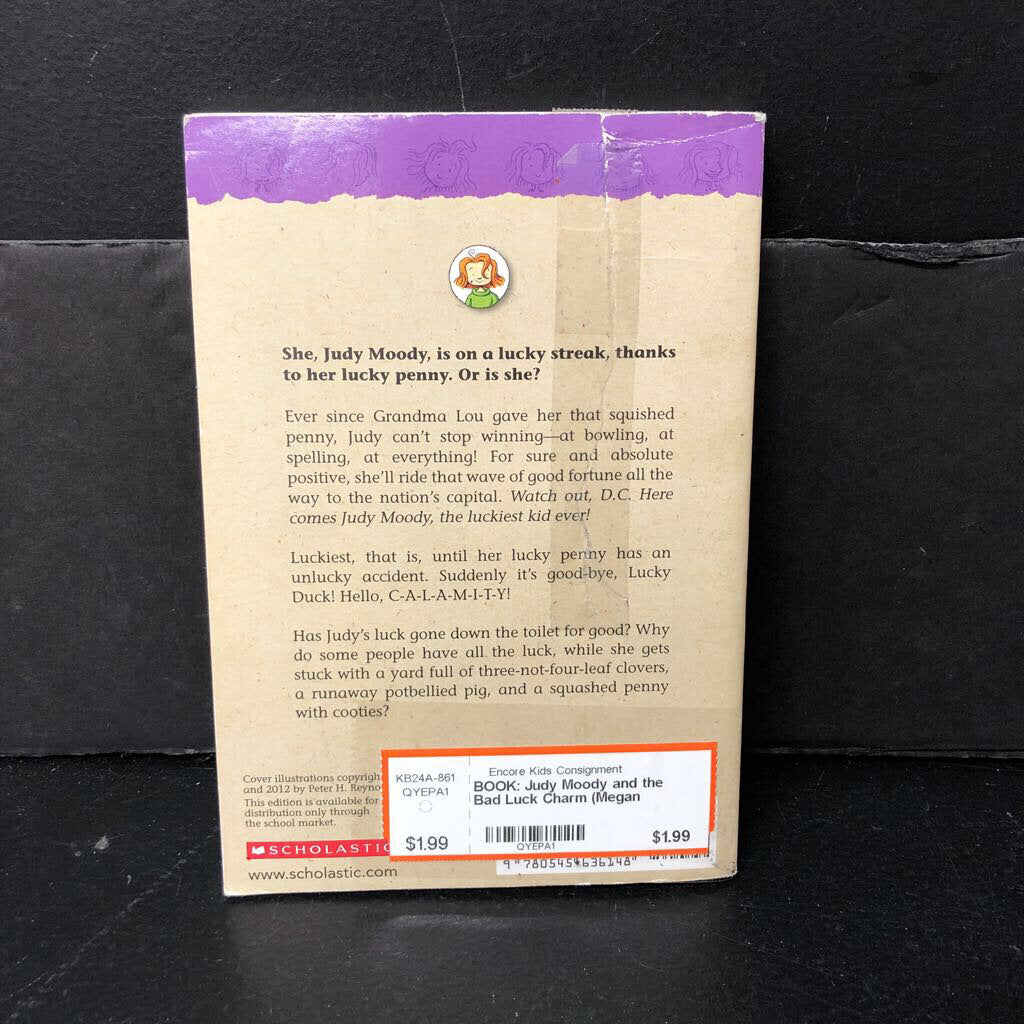 She, Judy Moody, is on a lucky streak, thanks
to her lucky penny. Or is she?
Ever since Grandma Lou gave her that squished
penny, Judy can't stop winning—at bowling, at
spelling, at everything! For sure and absolute
positive, she'll ride that wave of good fortune all the
way to the nation's capital. Watch out, D.C. Here
comes Judy Moody, the luckiest kid ever!
Luckiest, that is, until her lucky penny has an
unlucky accident. Suddenly it's good-bye, Lucky
Duck! Hello, C-A-L-A-M-I-T-Y!
Has Judy's luck gone down the toilet for good? Why
do some people have all the luck, while she gets
stuck with a yard full of three-not-four-leaf clovers,
a runaway potbellied pig, and a squashed penny
with cooties?
Cover illustrations copyrigh
and 2012 by Peter H. Reyno
This edition is available for
distribution only through
the school market.
SCHOLASTIC
www.scholastic.com
KB24A-861
QYEPA1
$1.99
Encore Kids Consignment
BOOK: Judy Moody and the
Bad Luck Charm (Megan
QYEPA1
$1.99
9 780545 636148